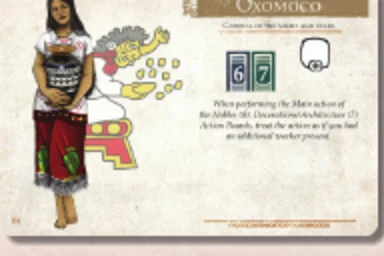 OXOMOCO
GODDESS OF THE NIGHT AND STARS
6 7
When performing the Main action of
the Nobles (6), Decorations/Architecture (7)
Action Boards, treat the action as if you had
an additional worker present.